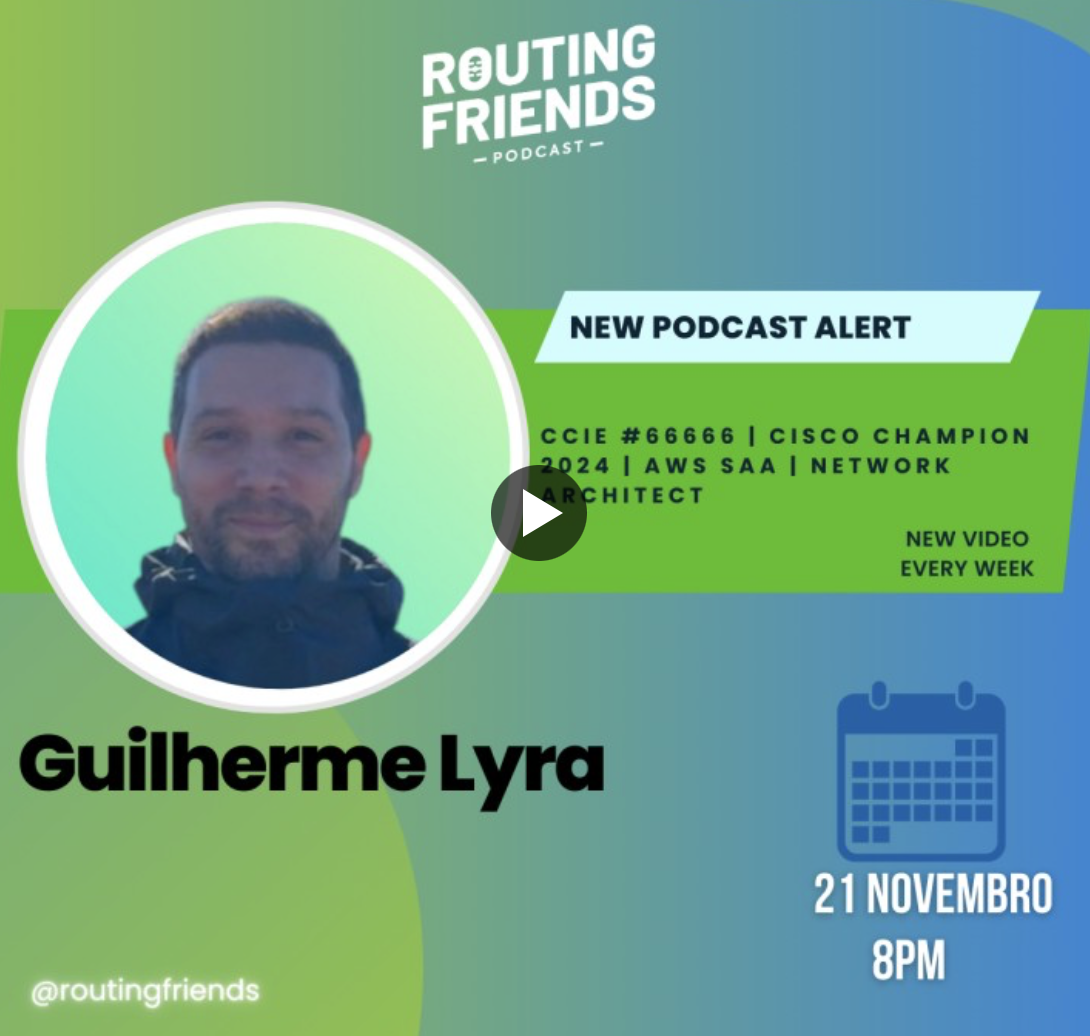 ROUTING
FRIENDS
PODCAST
NEW PODCAST ALERT
CCIE #66666 | CISCO CHAMPION
2024 | AWS SAA | NETWORK
ARCHITECT
NEW VIDEO
EVERY WEEK
Guilherme Lyra
21 NOVEMBRO
8PM
@routingfriends